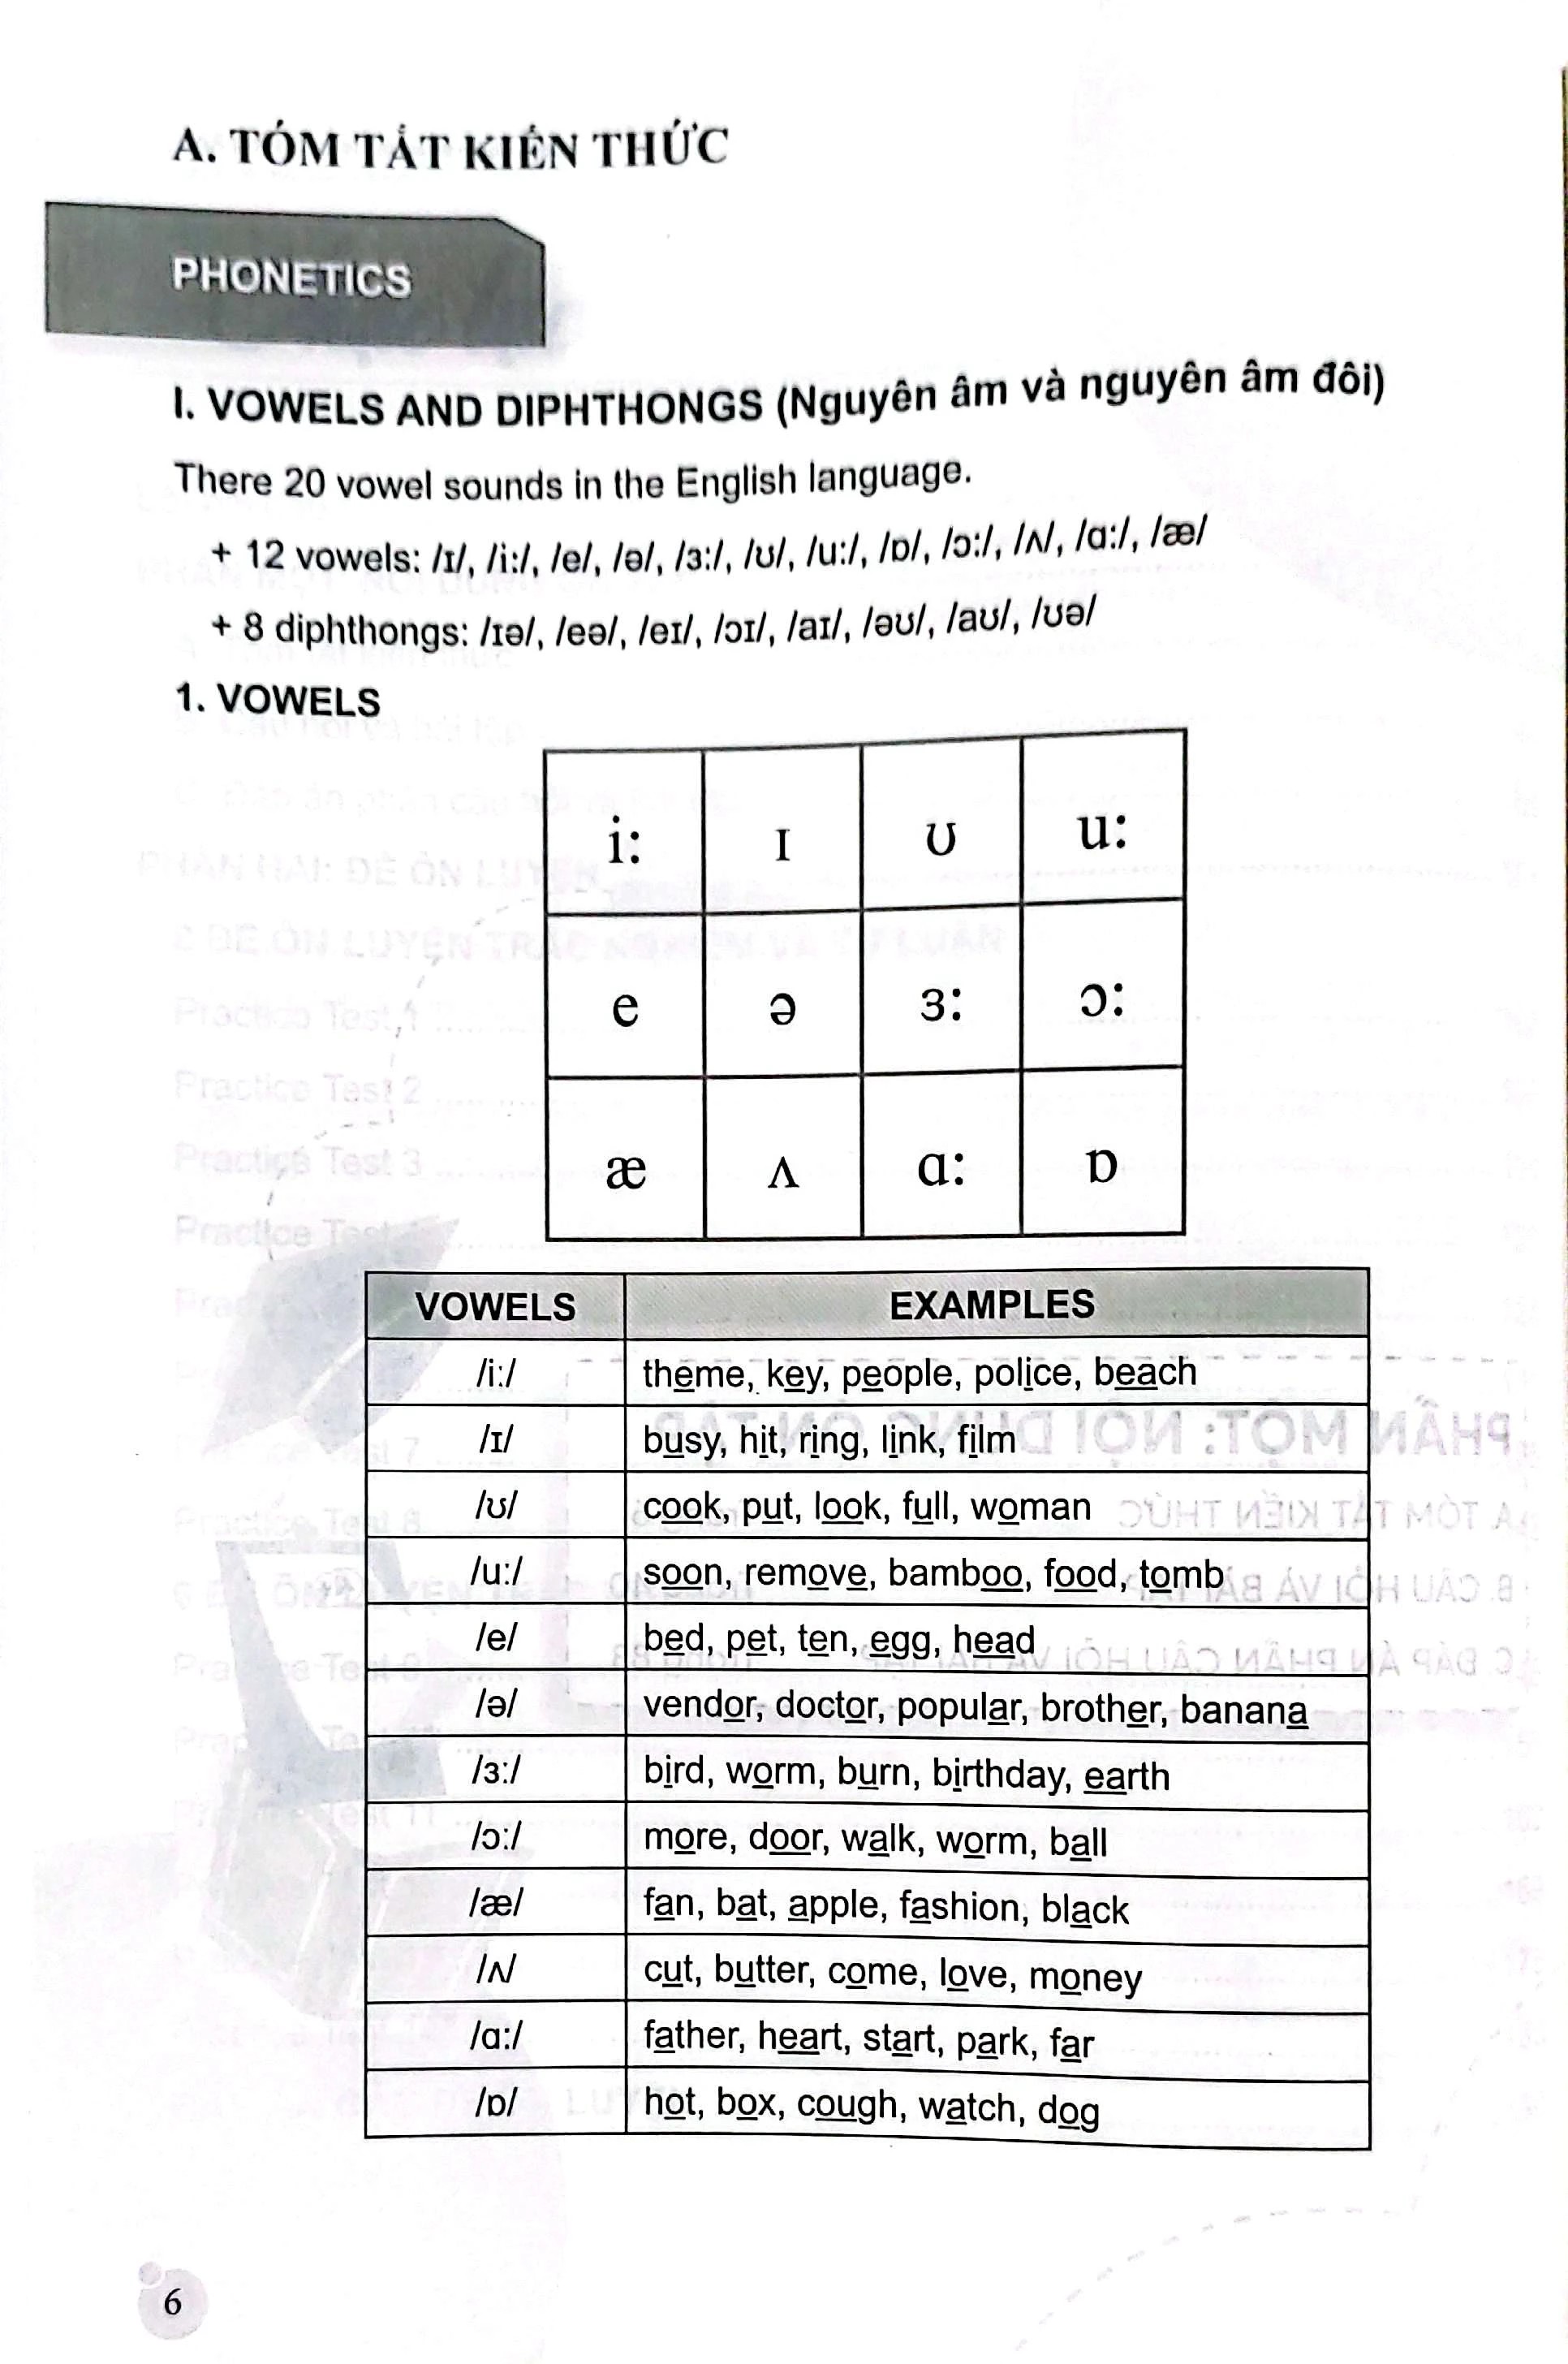 A. TÓM TẮT KIẾN THỨC
PHONETICS
I. VOWELS AND DIPHTHONGS (Nguyên âm và nguyên âm đôi)
There 20 vowel sounds in the English language.
+ 12 vowels: /ɪ/, /i:/, /e/, /ə/, /ɜ:/, /ʊ/, /u:/, /ɒ/, /ɔ:/, /ʌ/, /ɑ:/, /æ/
+ 8 diphthongs: /ɪə/, /eə/, /eɪ/, /ɔɪ/, /aɪ/, /əʊ/, /aʊ/, /ʊə/
1. VOWELS
i: ɪ ʊ u:
e ə ɜ: ɔ:
æ ʌ ɑ: ɒ
VOWELS EXAMPLES
/i:/ theme, key, people, police, beach
/ɪ/ busy, hit, ring, link, film
/ʊ/ cook, put, look, full, woman
/u:/ soon, remove, bamboo, food, tomb
/e/ bed, pet, ten, egg, head
/ə/ vendor, doctor, popular, brother, banana
/ɜ:/ bird, worm, burn, birthday, earth
/ɔ:/ more, door, walk, worm, ball
/æ/ fan, bat, apple, fashion, black
/ʌ/ cut, butter, come, love, money
/ɑ:/ father, heart, start, park, far
/ɒ/ hot, box, cough, watch, dog
6